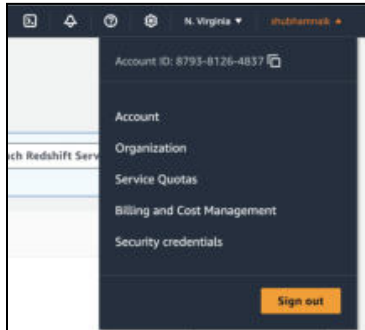 N. Virginia ▼ shubhamnaik ▲
Account ID: 8793-8126-4837
Account
ch Redshift Serv
Organization
Service Quotas
Billing and Cost Management
Security credentials
Sign out